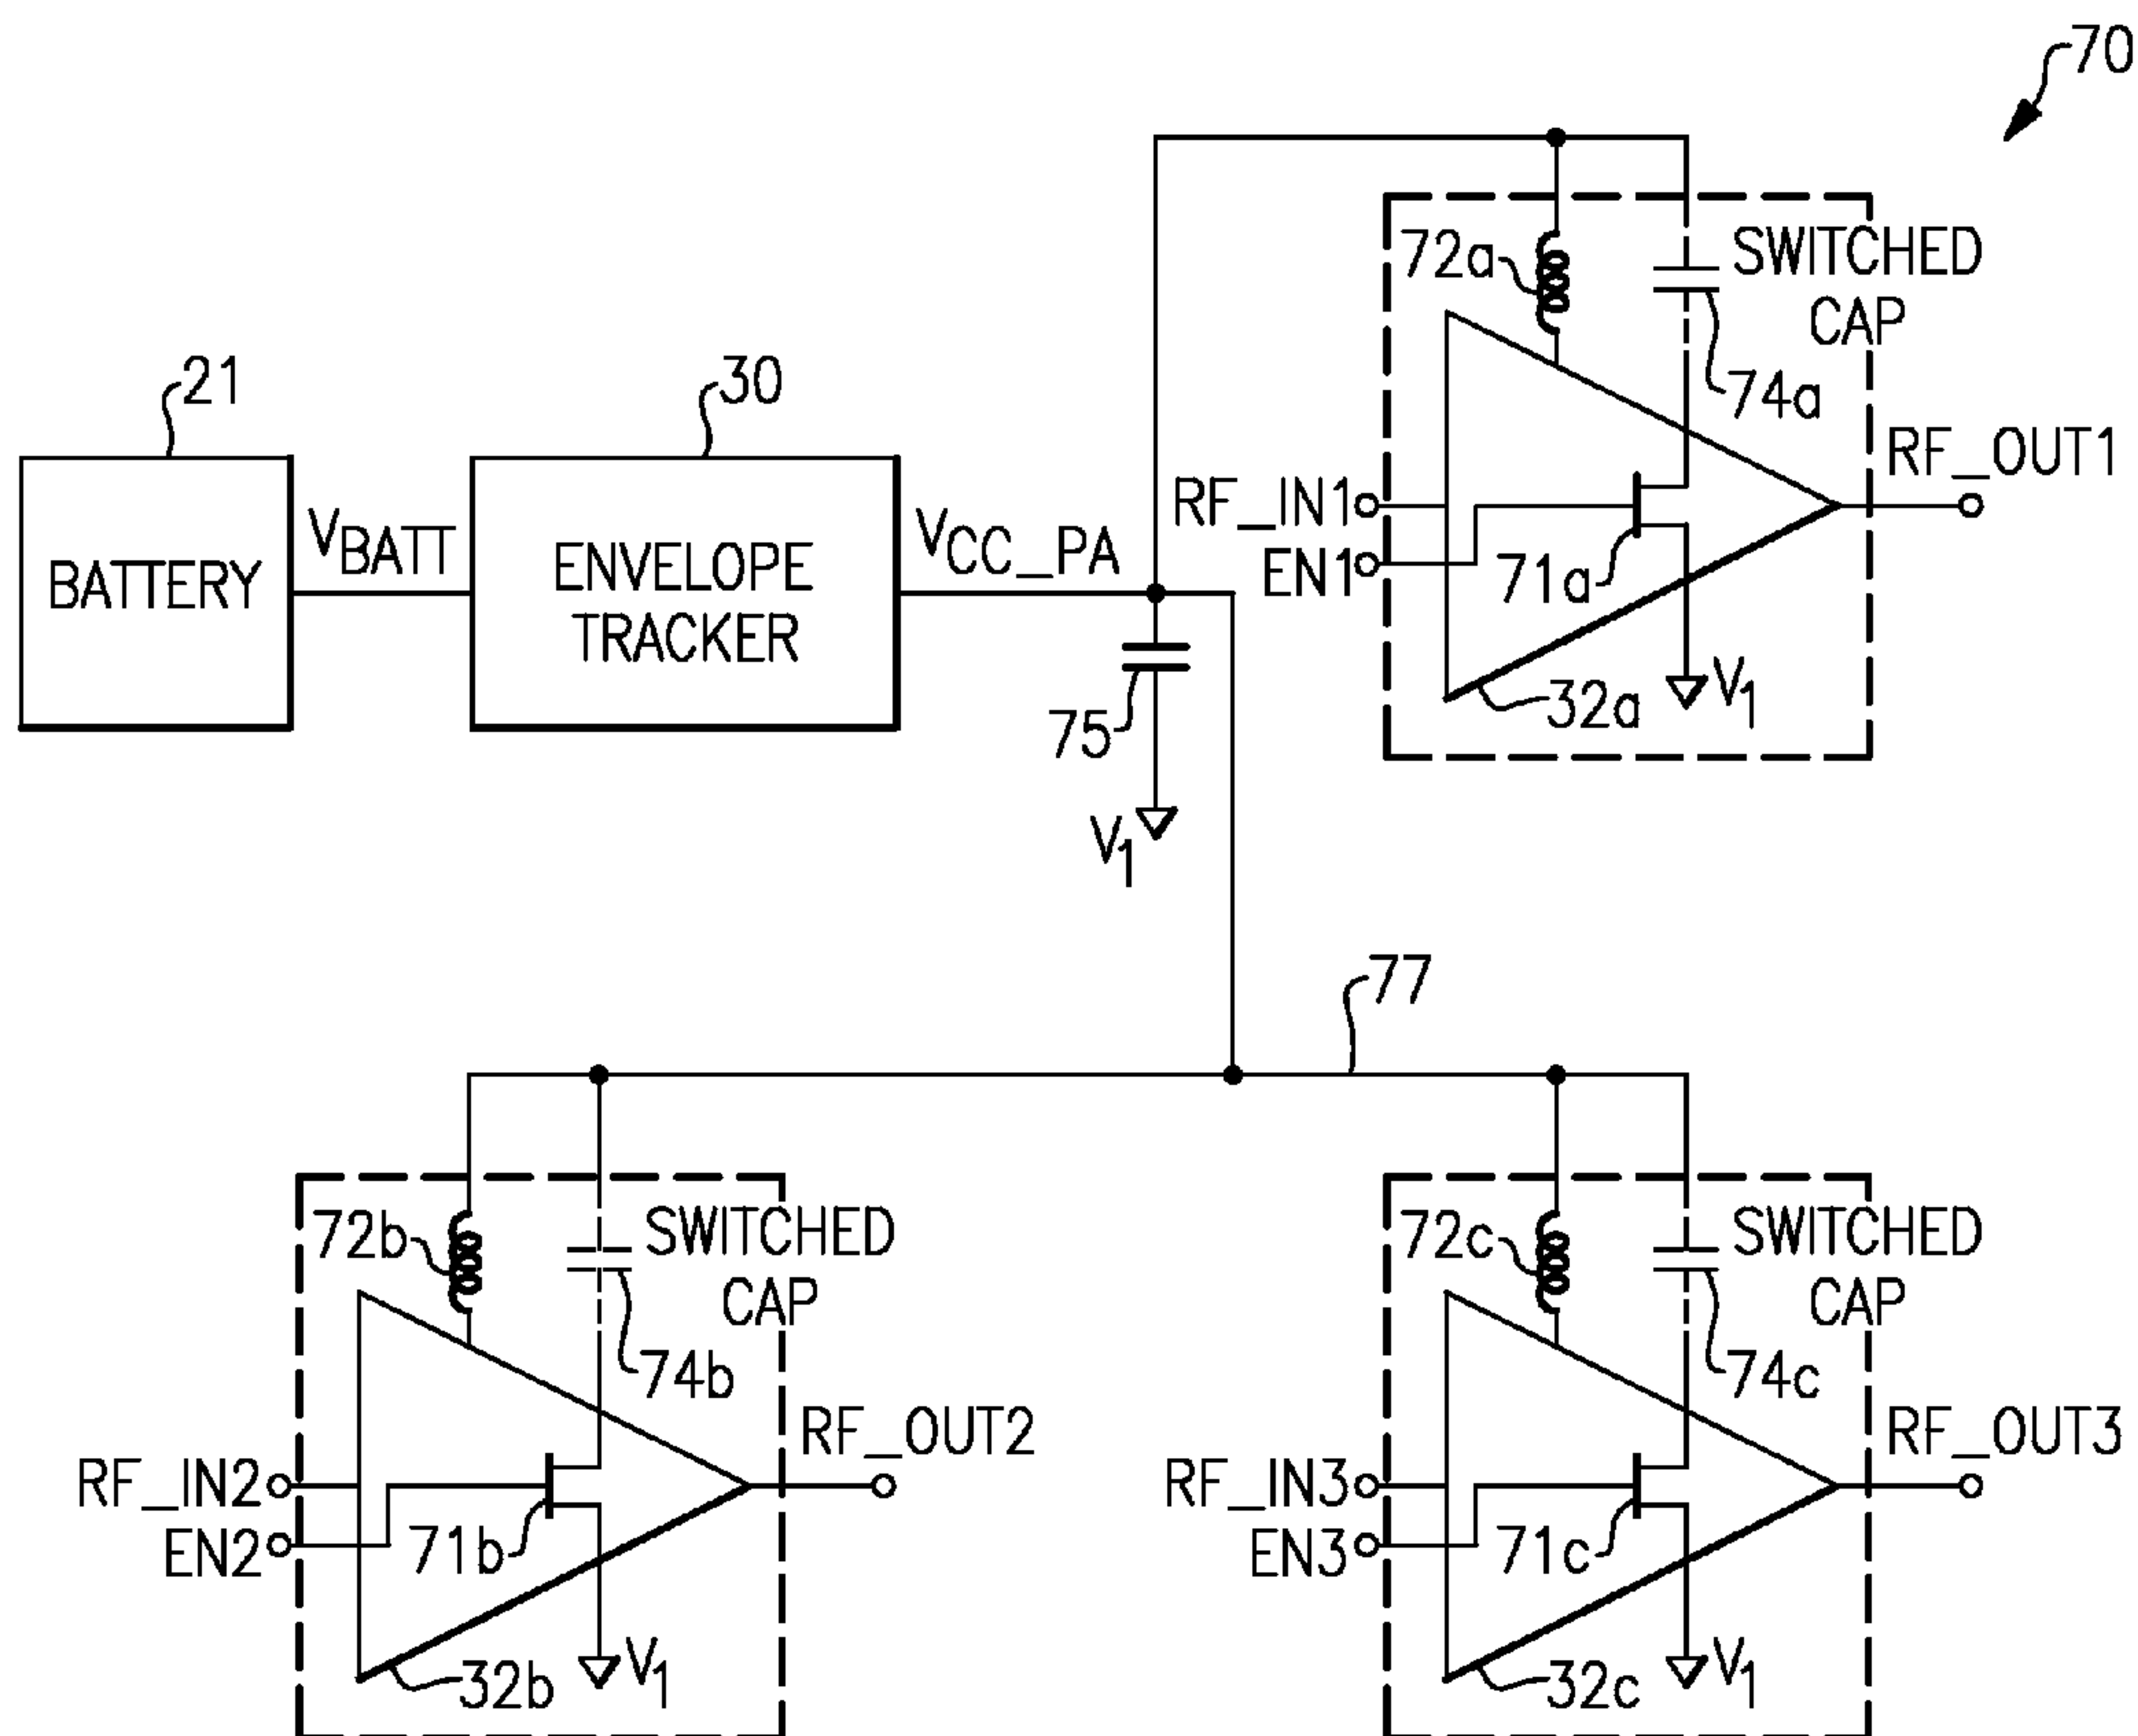 70
72a
SWITCHED
CAP
74a
21
30
RF_OUT1
RF_IN1
EN1
71a
VBATT
VCC_PA
BATTERY
ENVELOPE
TRACKER
75
32a
V1
V1
77
72b
SWITCHED
CAP
74b
72c
SWITCHED
CAP
74c
RF_OUT2
RF_OUT3
RF_IN2
EN2
71b
RF_IN3
EN3
71c
32b
V1
32c
V1